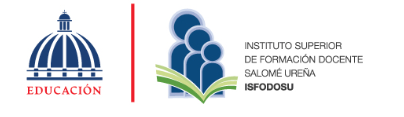 EDUCACIÓN
INSTITUTO SUPERIOR
DE FORMACIÓN DOCENTE
SALOMÉ UREÑA
ISFODOSU